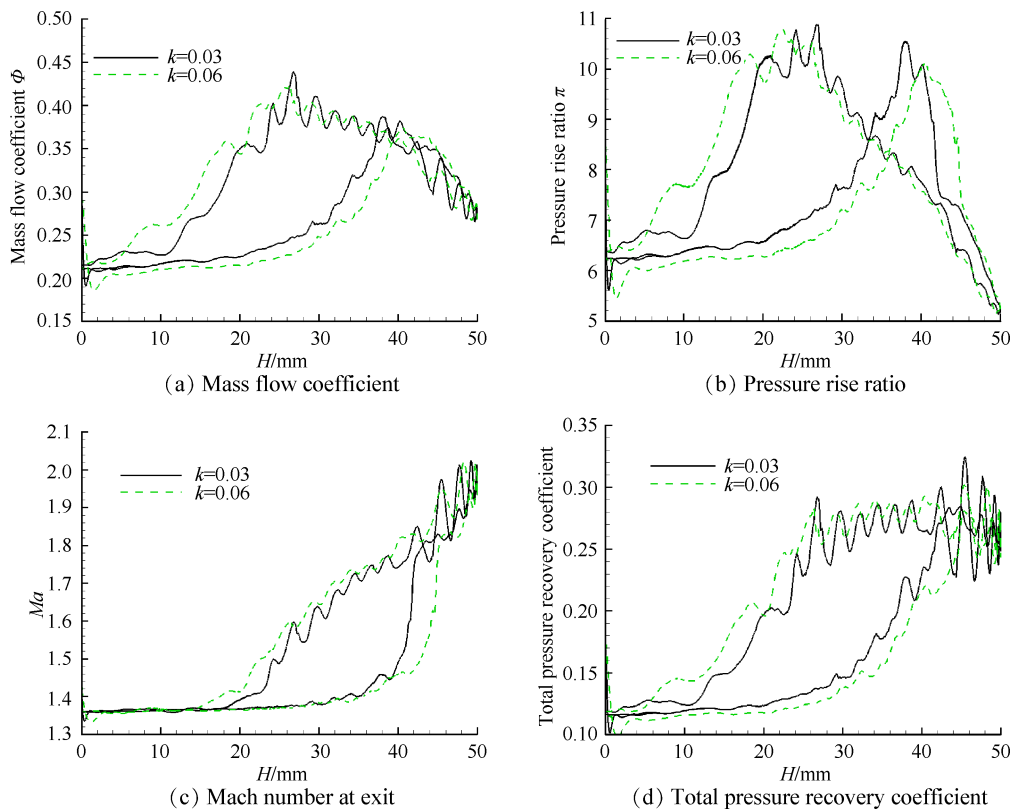 0.50
0.45
0.40
0.35
0.30
0.25
0.20
0.15
Mass flow coefficient Φ
k=0.03
k=0.06
0 10 20 30 40 50
H/mm
(a) Mass flow coefficient
11
10
9
8
7
6
5
Pressure rise ratio π
k=0.03
k=0.06
0 10 20 30 40 50
H/mm
(b) Pressure rise ratio
2.1
2.0
1.9
1.8
1.7
1.6
1.5
1.4
1.3
Ma
k=0.03
k=0.06
0 10 20 30 40 50
H/mm
(c) Mach number at exit
0.35
0.30
0.25
0.20
0.15
0.10
Total pressure recovery coefficient
k=0.03
k=0.06
0 10 20 30 40 50
H/mm
(d) Total pressure recovery coefficient